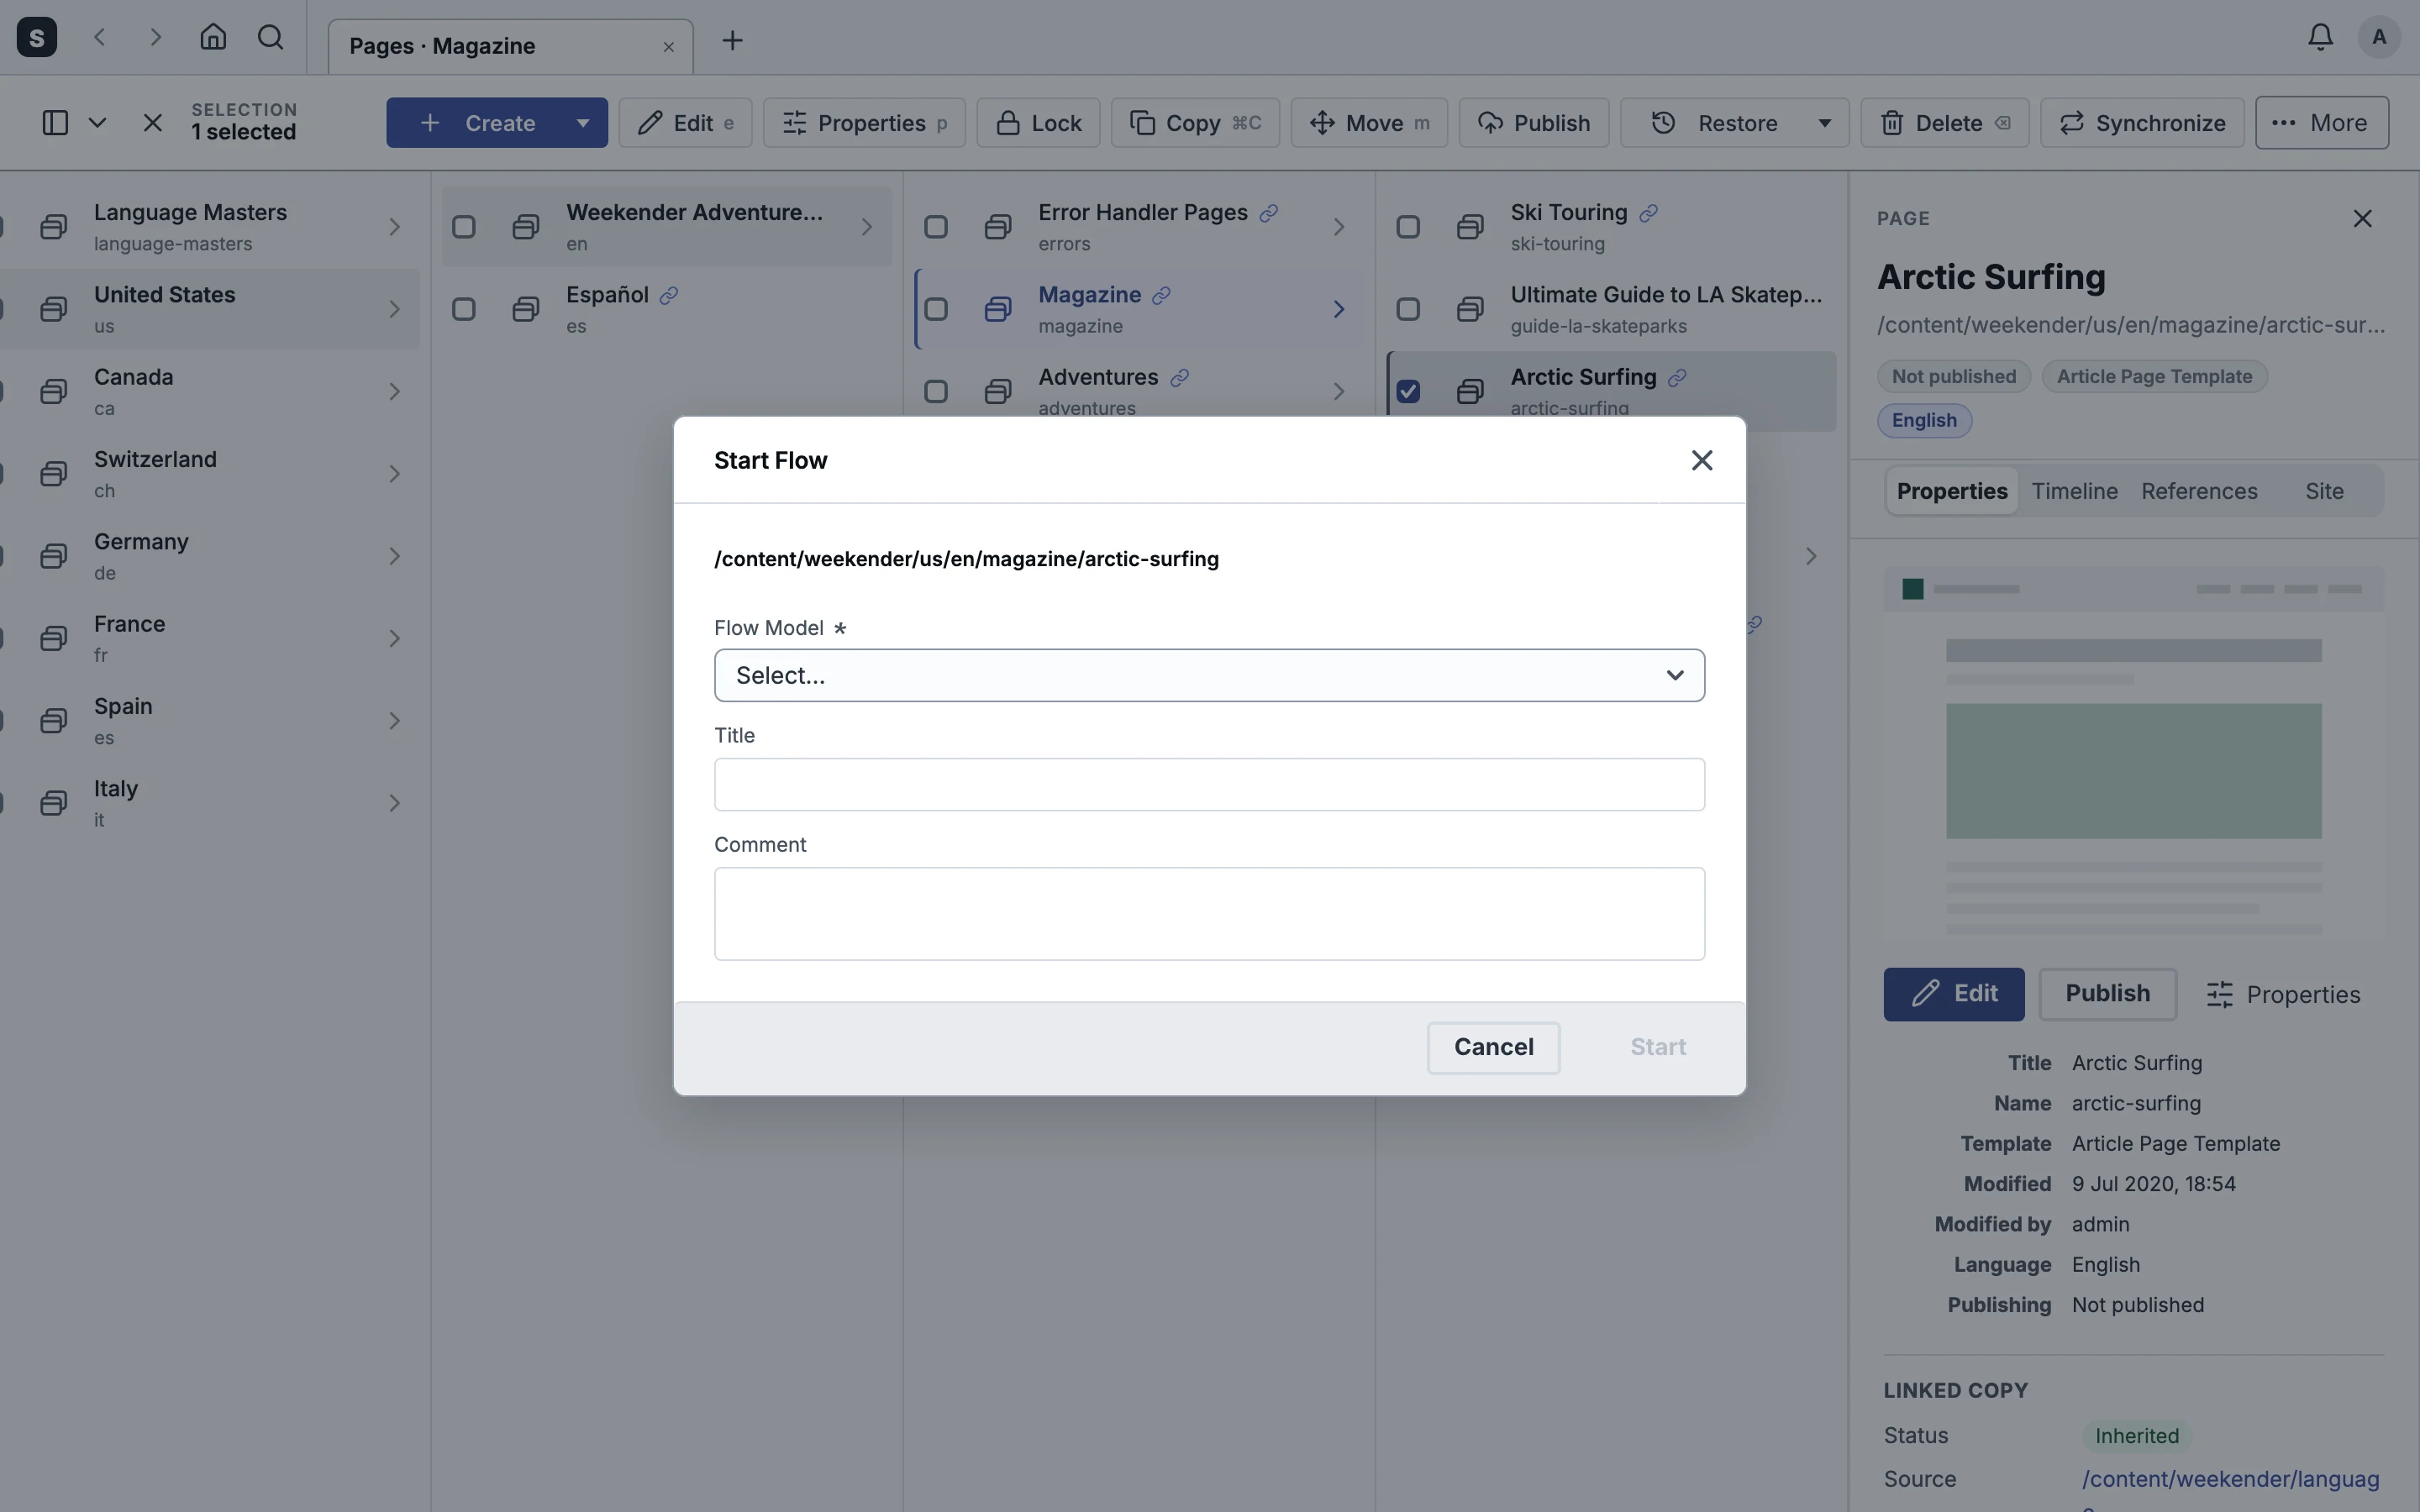 S
Pages · Magazine
A
SELECTION
1 selected
Create
Edit e
Properties p
Lock
Copy ⌘C
Move m
Publish
Restore
Delete
Synchronize
More
Language Masters
language-masters
United States
us
Canada
ca
Switzerland
ch
Germany
de
France
fr
Spain
es
Italy
it
Weekender Adventure...
en
Español
es
Error Handler Pages
errors
Magazine
magazine
Adventures
adventures
Ski Touring
ski-touring
Ultimate Guide to LA Skatep...
guide-la-skateparks
Arctic Surfing
arctic-surfing
Start Flow
/content/weekender/us/en/magazine/arctic-surfing
Flow Model *
Select...
Title
Comment
Cancel
Start
PAGE
Arctic Surfing
/content/weekender/us/en/magazine/arctic-sur...
Not published
Article Page Template
English
Properties
Timeline
References
Site
Edit
Publish
Properties
Title Arctic Surfing
Name arctic-surfing
Template Article Page Template
Modified 9 Jul 2020, 18:54
Modified by admin
Language English
Publishing Not published
LINKED COPY
Status Inherited
Source /content/weekender/languag